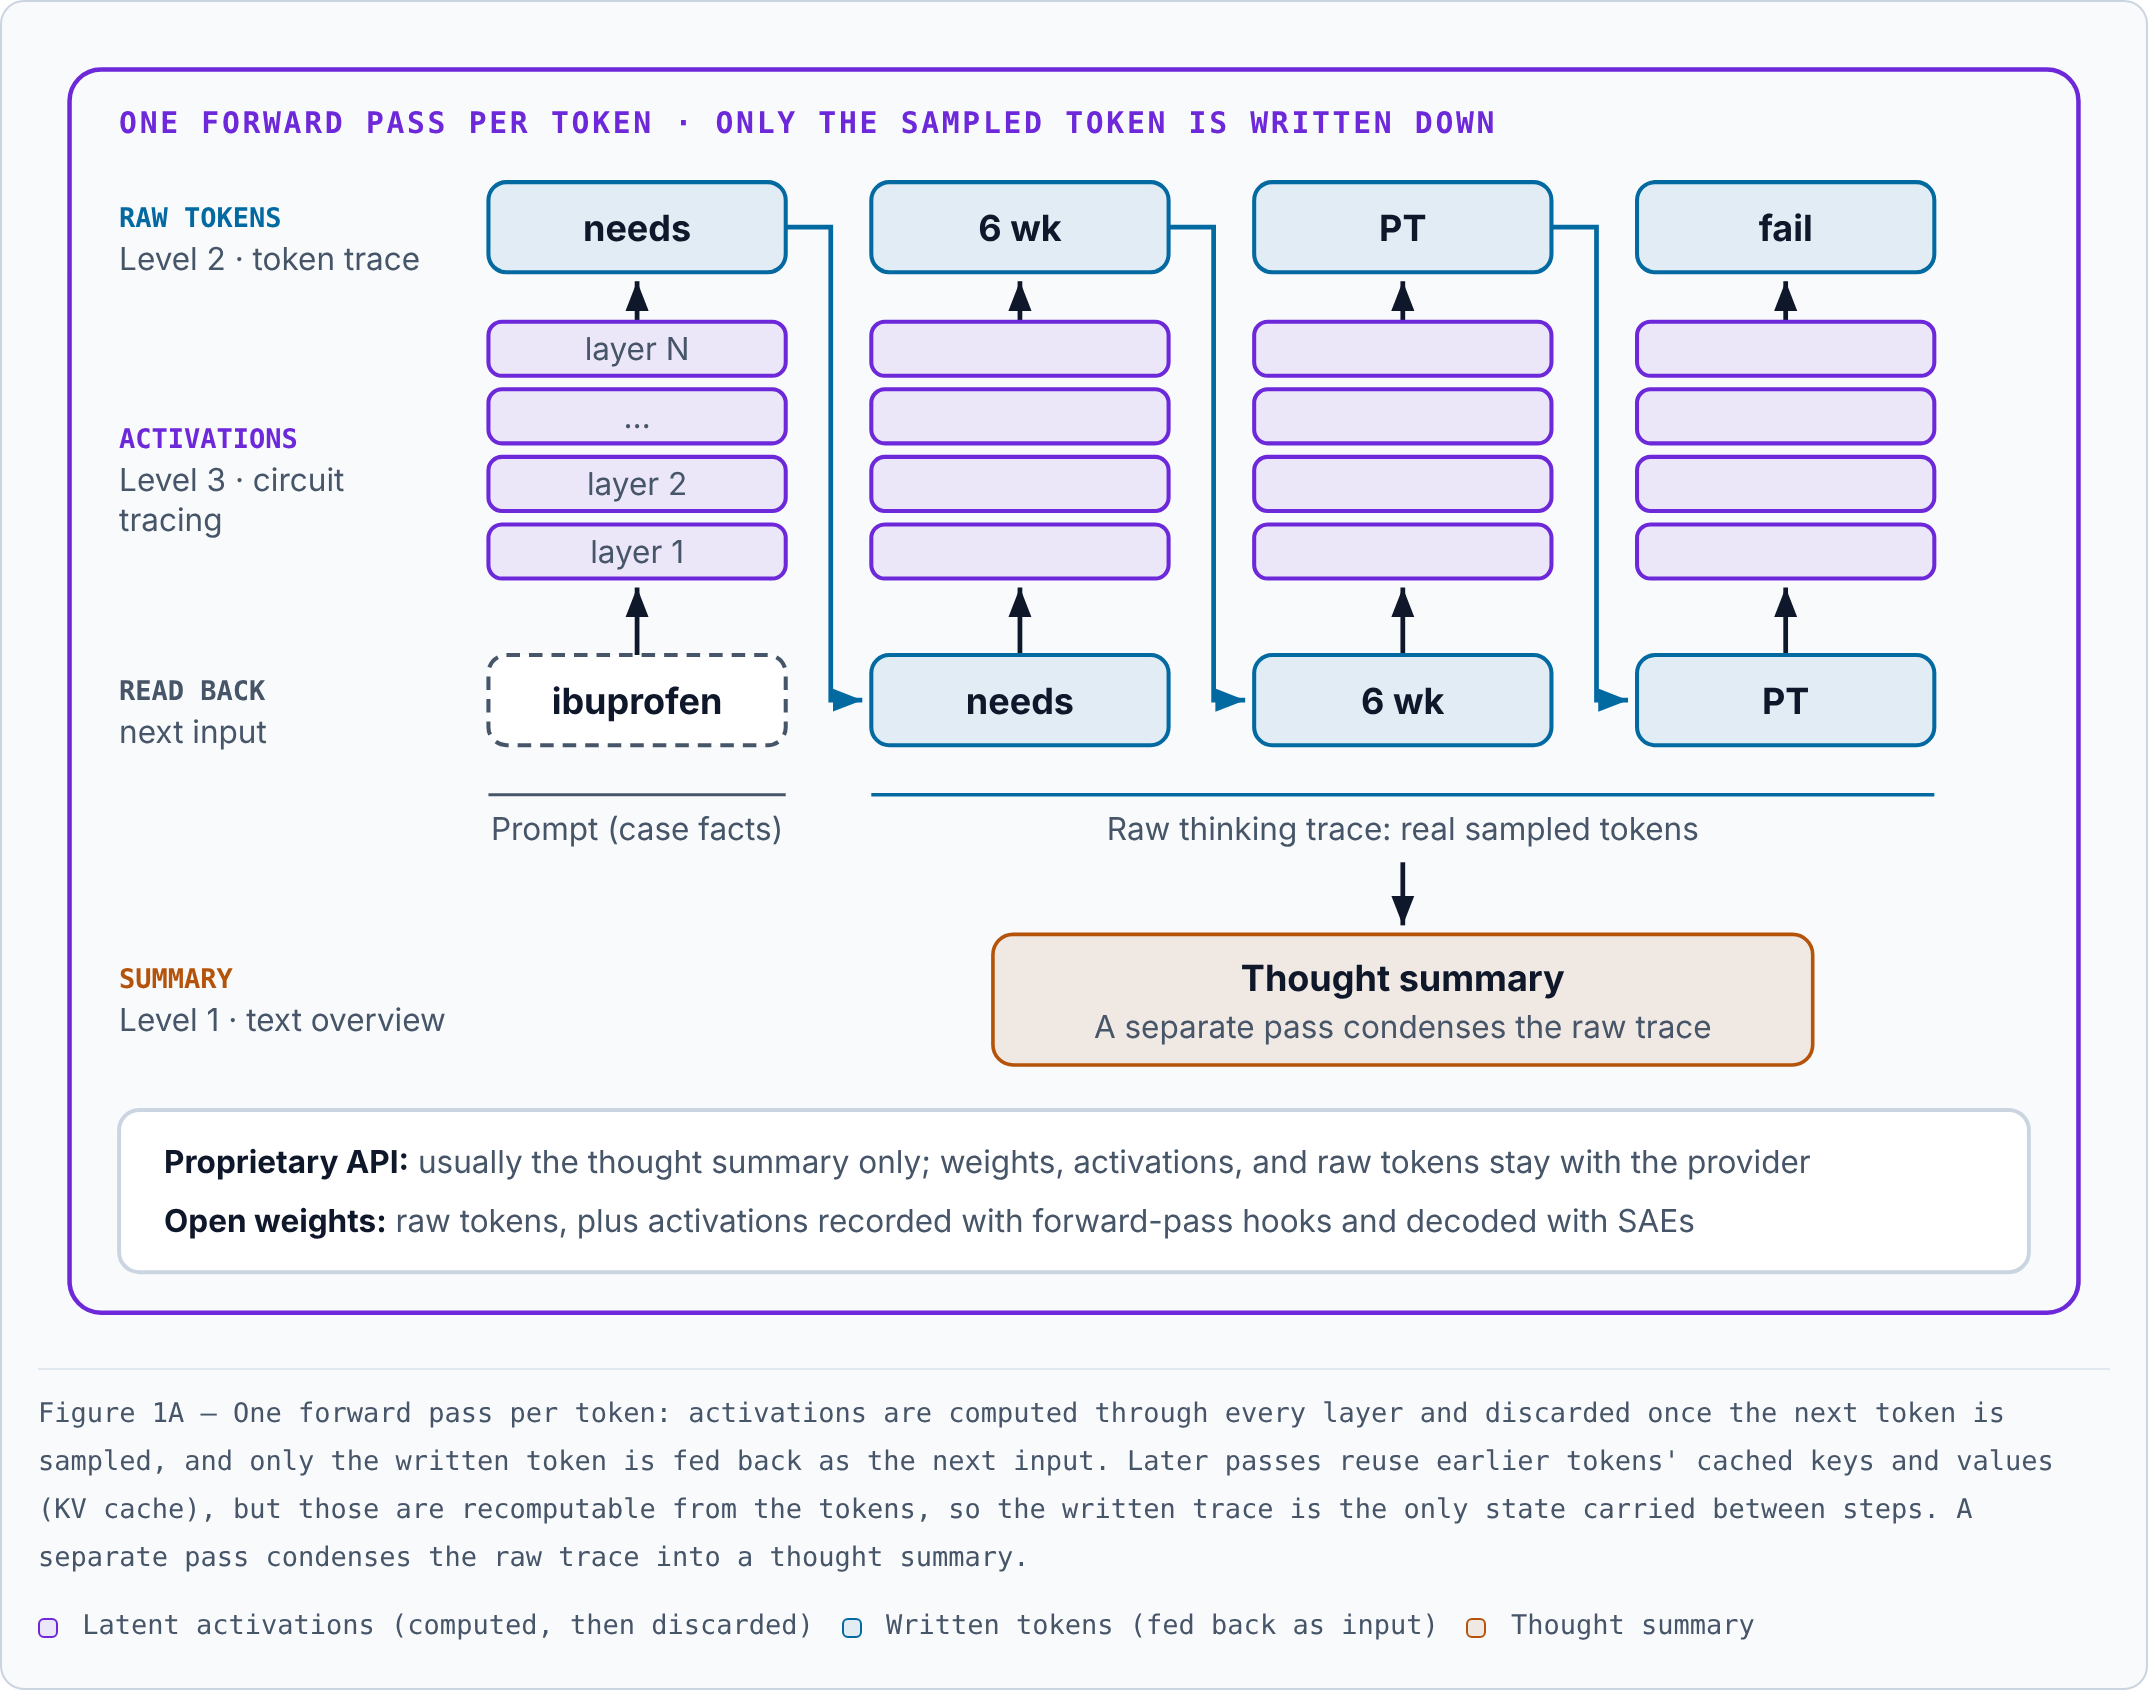 ONE FORWARD PASS PER TOKEN · ONLY THE SAMPLED TOKEN IS WRITTEN DOWN
RAW TOKENS
Level 2 · token trace
needs
6 wk
PT
fail
layer N
...
layer 2
layer 1
ACTIVATIONS
Level 3 · circuit
tracing
READ BACK
next input
ibuprofen
needs
6 wk
PT
Prompt (case facts)
Raw thinking trace: real sampled tokens
SUMMARY
Level 1 · text overview
Thought summary
A separate pass condenses the raw trace
Proprietary API: usually the thought summary only; weights, activations, and raw tokens stay with the provider
Open weights: raw tokens, plus activations recorded with forward-pass hooks and decoded with SAEs
Figure 1A — One forward pass per token: activations are computed through every layer and discarded once the next token is
sampled, and only the written token is fed back as the next input. Later passes reuse earlier tokens' cached keys and values
(KV cache), but those are recomputable from the tokens, so the written trace is the only state carried between steps. A
separate pass condenses the raw trace into a thought summary.
Latent activations (computed, then discarded)
Written tokens (fed back as input)
Thought summary